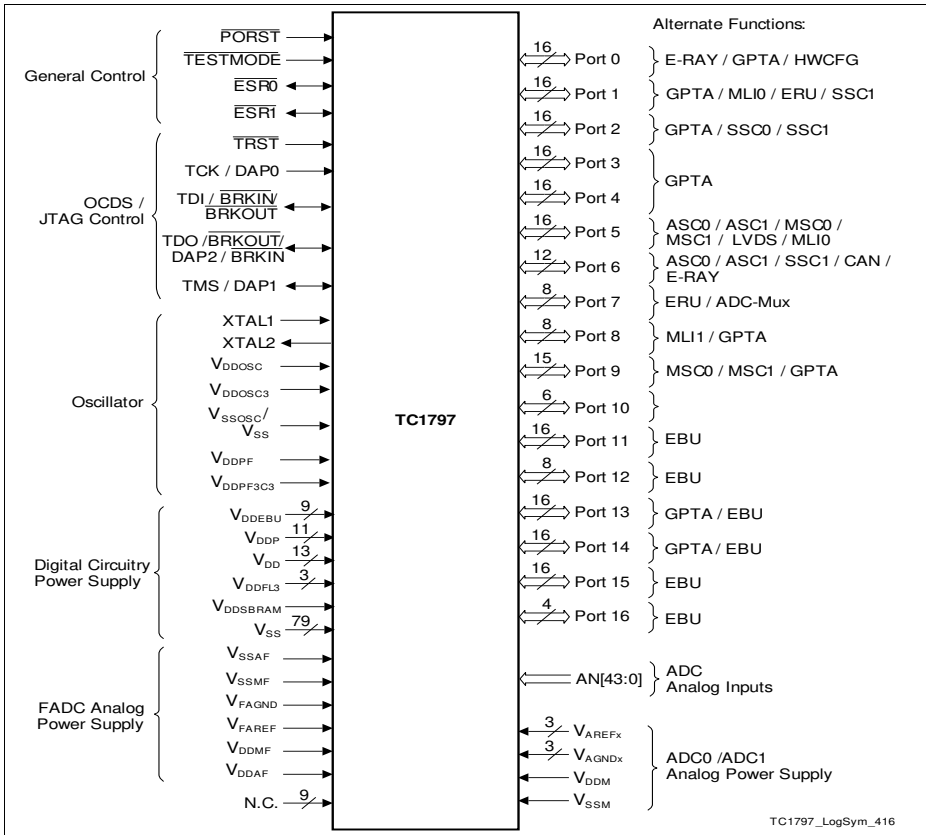 Alternate Functions:
General Control
PORST
TESTMODE
ESR0
ESR1
OCDS /
JTAG Control
TRST
TCK / DAP0
TDI / BRKIN/
BRKOUT
TDO /BRKOUT/
DAP2 / BRKIN
TMS / DAP1
Oscillator
XTAL1
XTAL2
VDDOSC
VDDOSC3
VSSOSC/
VSS
VDDPF
VDDPF3C3
Digital Circuitry
Power Supply
VDDEBU 9
VDDP 11
VDD 13
VDDFL3 3
VDDSBRAM
VSS 79
FADC Analog
Power Supply
VSSAF
VSSMF
VFAGND
VFAREF
VDDMF
VDDAF
N.C. 9
TC1797
16 Port 0 E-RAY / GPTA / HWCFG
16 Port 1 GPTA / MLI0 / ERU / SSC1
16 Port 2 GPTA / SSC0 / SSC1
16 Port 3
GPTA
16 Port 4
16 Port 5 ASC0 / ASC1 / MSC0 /
MSC1 / LVDS / MLI0
12 Port 6 ASC0 / ASC1 / SSC1 / CAN /
E-RAY
8 Port 7 ERU / ADC-Mux
8 Port 8 MLI1 / GPTA
15 Port 9 MSC0 / MSC1 / GPTA
6 Port 10
16 Port 11 EBU
8 Port 12 EBU
16 Port 13 GPTA / EBU
16 Port 14 GPTA / EBU
16 Port 15 EBU
4 Port 16 EBU
AN[43:0] ADC
Analog Inputs
3 VAREFx
3 VAGNDx
VDDM
VSSM
ADC0 /ADC1
Analog Power Supply
TC1797_LogSym_416